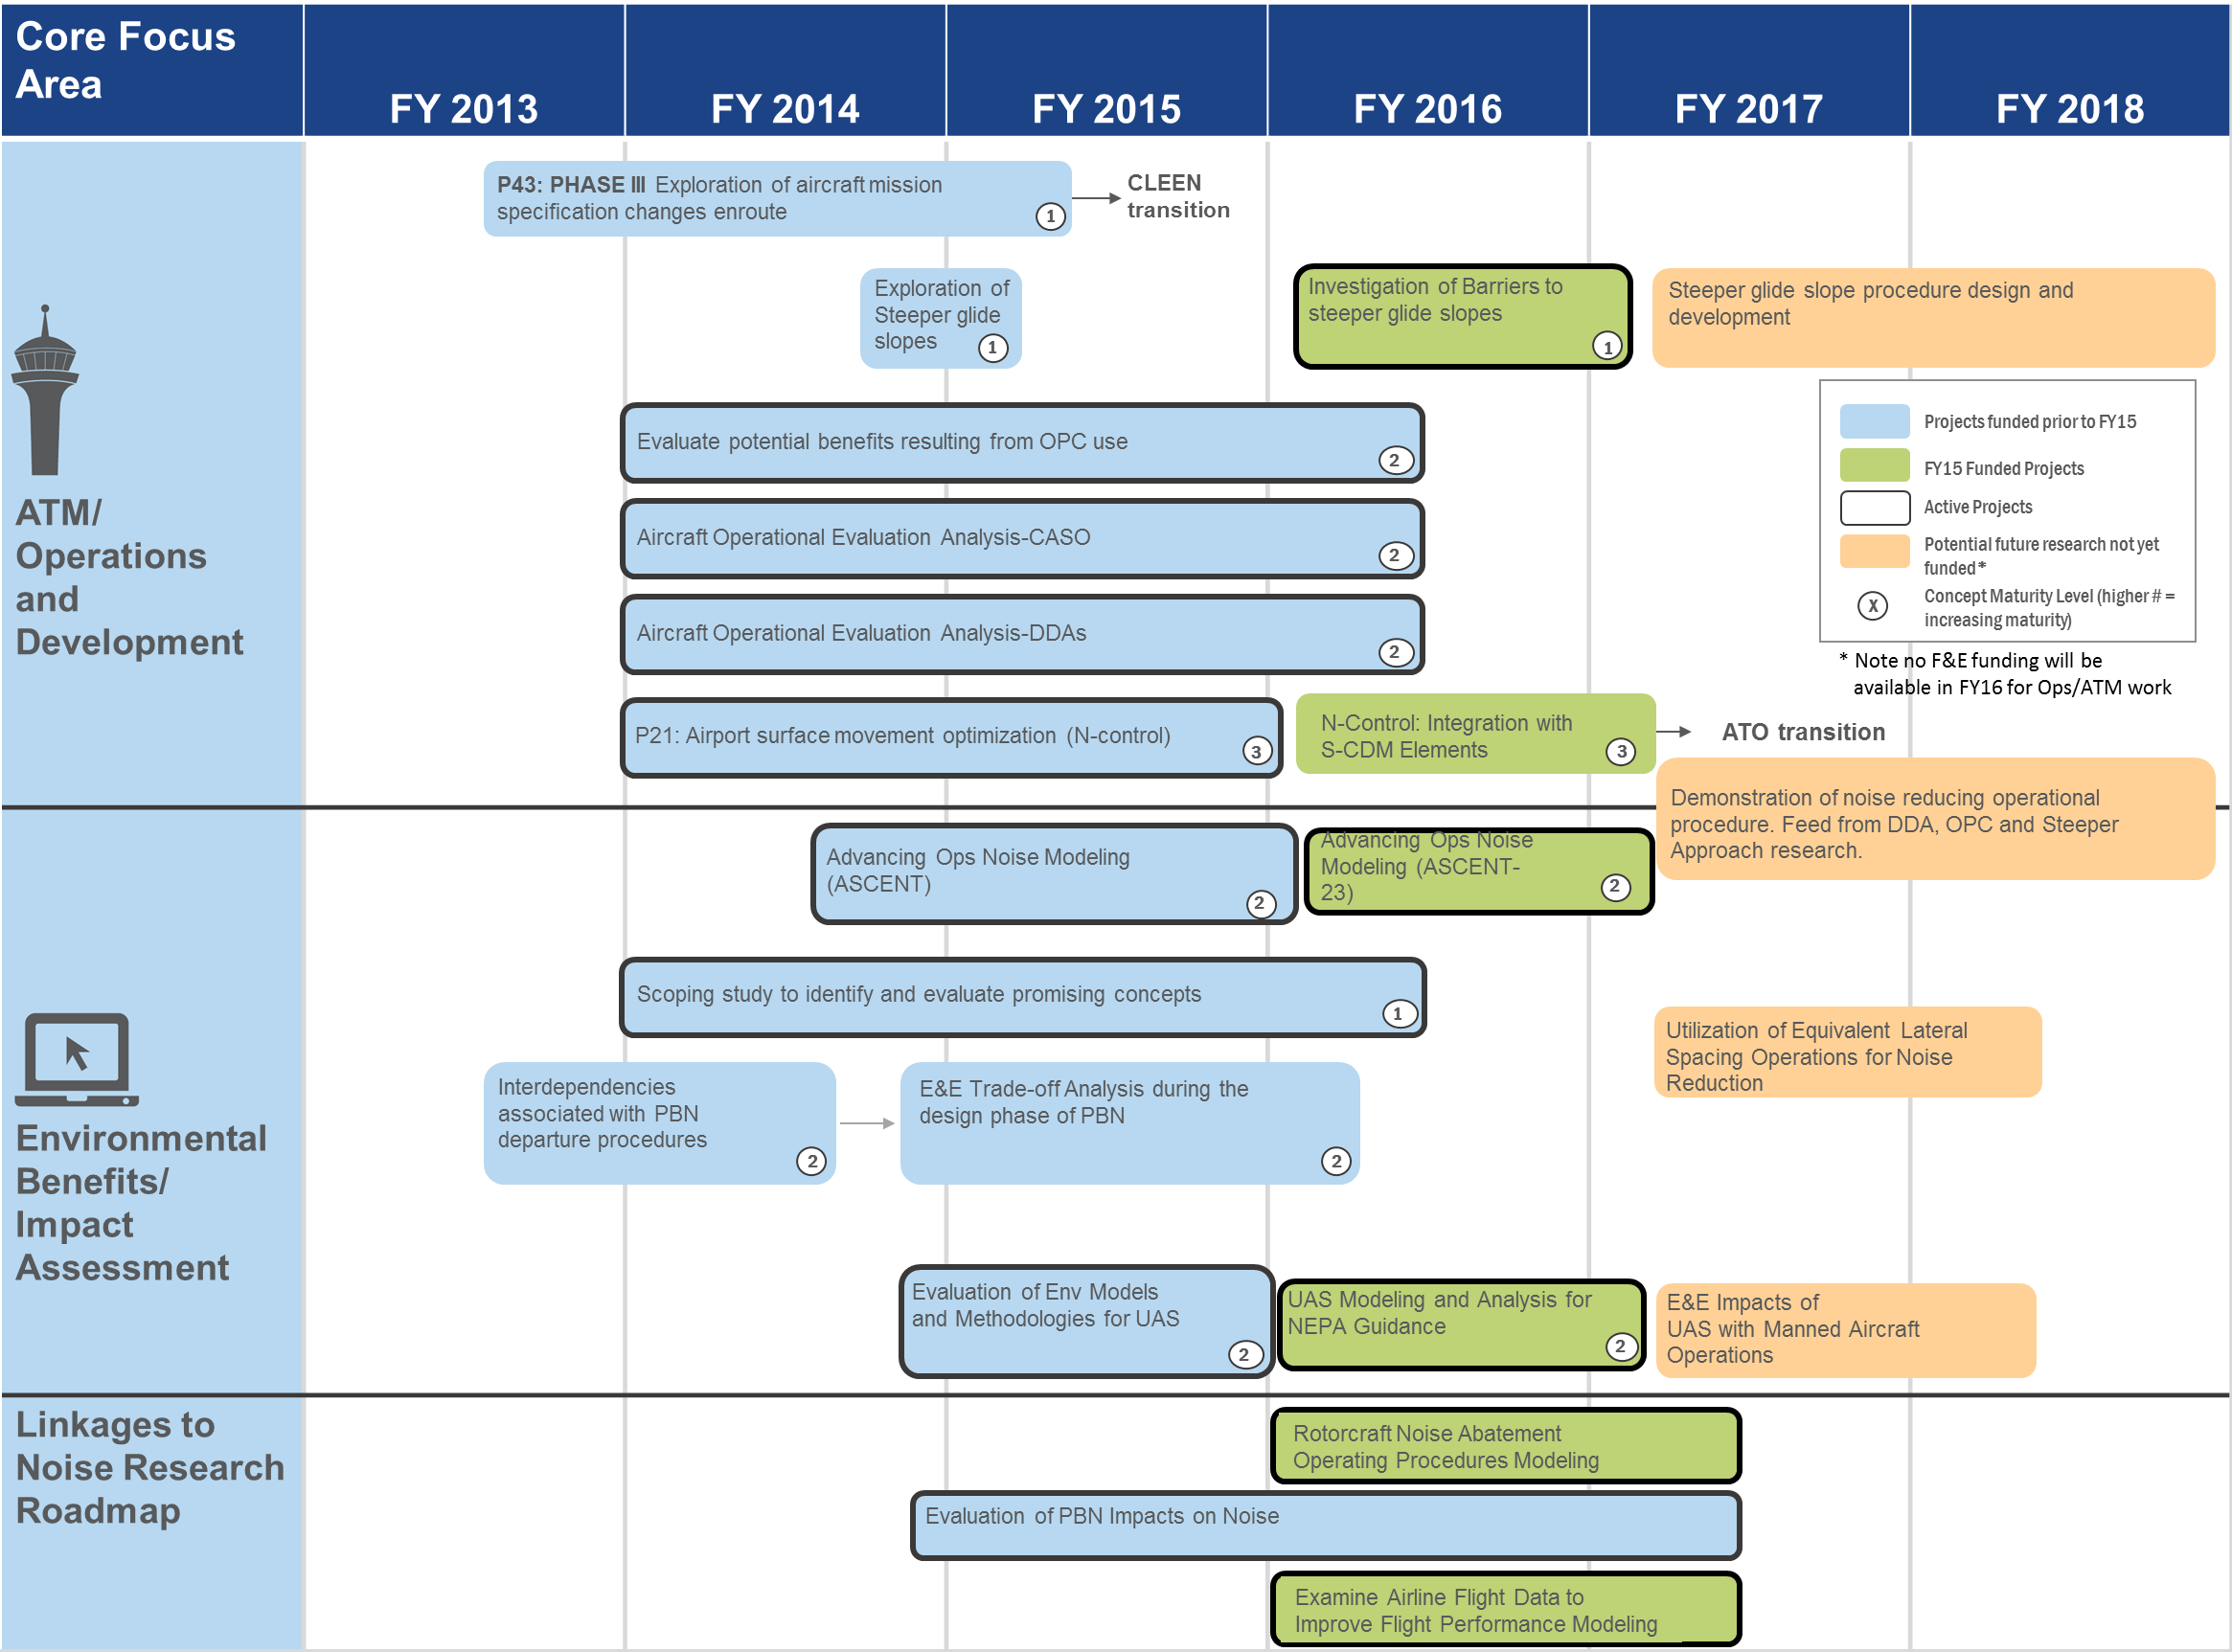 Core Focus
Area
FY 2013
FY 2014
FY 2015
FY 2016
FY 2017
FY 2018
ATM/
Operations
and
Development
P43: PHASE III Exploration of aircraft mission
specification changes enroute
1
CLEEN
transition
Exploration of
Steeper glide
slopes
1
Investigation of Barriers to
steeper glide slopes
1
Steeper glide slope procedure design and
development
Evaluate potential benefits resulting from OPC use
2
Aircraft Operational Evaluation Analysis-CASO
2
Aircraft Operational Evaluation Analysis-DDAs
2
P21: Airport surface movement optimization (N-control)
3
N-Control: Integration with
S-CDM Elements
3
ATO transition
Projects funded prior to FY15
FY15 Funded Projects
Active Projects
Potential future research not yet
funded*
X
Concept Maturity Level (higher # =
increasing maturity)
* Note no F&E funding will be
available in FY16 for Ops/ATM work
Demonstration of noise reducing operational
procedure. Feed from DDA, OPC and Steeper
Approach research.
Environmental
Benefits/
Impact
Assessment
Advancing Ops Noise Modeling
(ASCENT)
2
Advancing Ops Noise
Modeling (ASCENT-
23)
2
Scoping study to identify and evaluate promising concepts
1
Utilization of Equivalent Lateral
Spacing Operations for Noise
Reduction
Interdependencies
associated with PBN
departure procedures
2
E&E Trade-off Analysis during the
design phase of PBN
2
Evaluation of Env Models
and Methodologies for UAS
2
UAS Modeling and Analysis for
NEPA Guidance
2
E&E Impacts of
UAS with Manned Aircraft
Operations
Linkages to
Noise Research
Roadmap
Rotorcraft Noise Abatement
Operating Procedures Modeling
Evaluation of PBN Impacts on Noise
Examine Airline Flight Data to
Improve Flight Performance Modeling